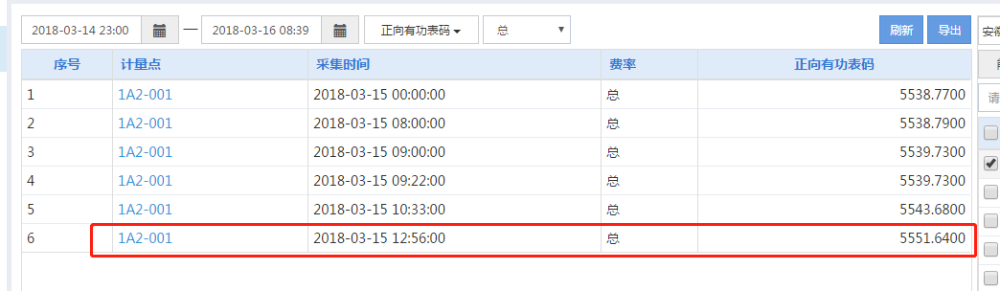 2018-03-14 23:00 — 2018-03-16 08:39 正向有功表码 总 刷新 导出 安徽
序号 计量点 采集时间 费率 正向有功表码
1 1A2-001 2018-03-15 00:00:00 总 5538.7700
请
2 1A2-001 2018-03-15 08:00:00 总 5538.7900
3 1A2-001 2018-03-15 09:00:00 总 5539.7300
4 1A2-001 2018-03-15 09:22:00 总 5539.7300
5 1A2-001 2018-03-15 10:33:00 总 5543.6800
6 1A2-001 2018-03-15 12:56:00 总 5551.6400